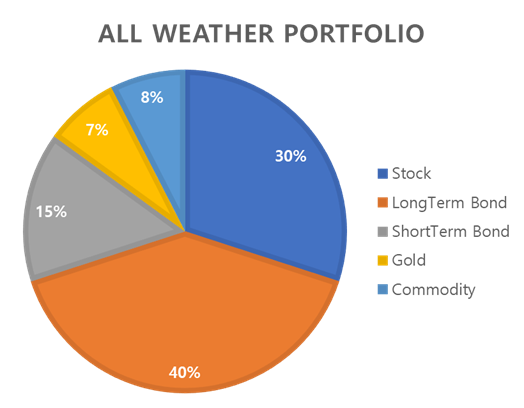 ALL WEATHER PORTFOLIO
8%
30%
7%
15%
40%
Stock
LongTerm Bond
ShortTerm Bond
Gold
Commodity